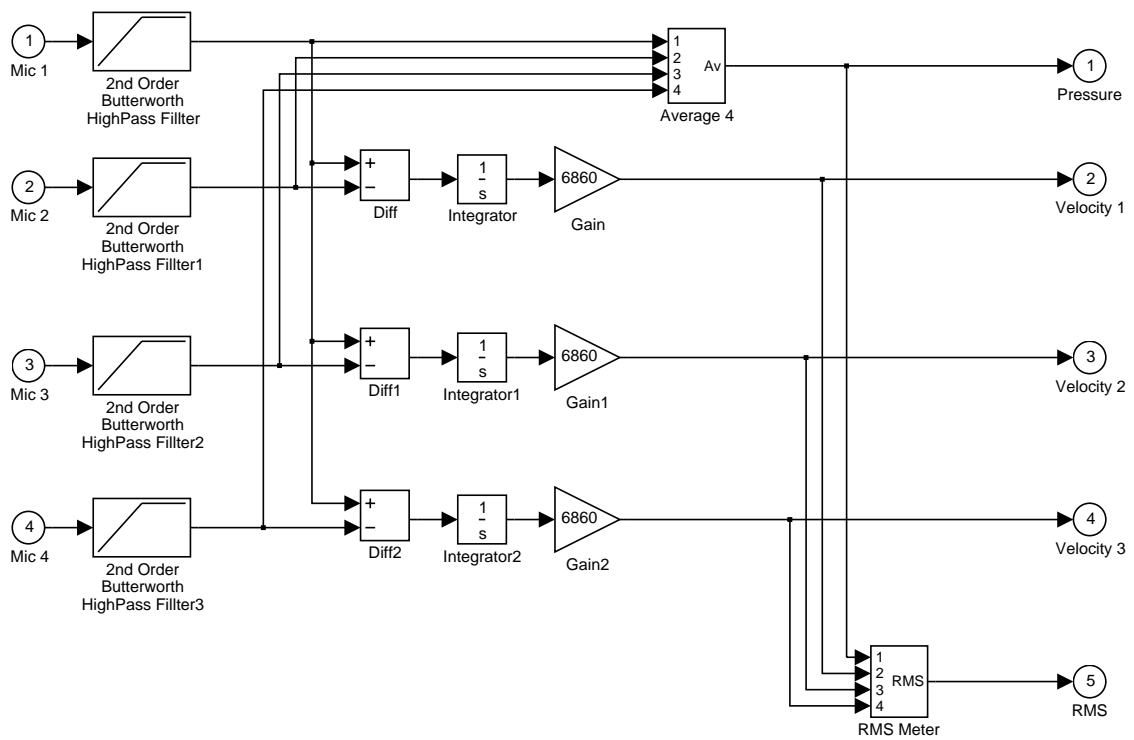 1
Mic 1
2nd Order
Butterworth
HighPass Fillter
1
2
3
4
Av
Average 4
1
Pressure
2
Mic 2
2nd Order
Butterworth
HighPass Fillter1
+
−
Diff
1
s
Integrator
6860
Gain
2
Velocity 1
3
Mic 3
2nd Order
Butterworth
HighPass Fillter2
+
−
Diff1
1
s
Integrator1
6860
Gain1
3
Velocity 2
4
Mic 4
2nd Order
Butterworth
HighPass Fillter3
+
−
Diff2
1
s
Integrator2
6860
Gain2
4
Velocity 3
1
2
3
4
RMS
RMS Meter
5
RMS